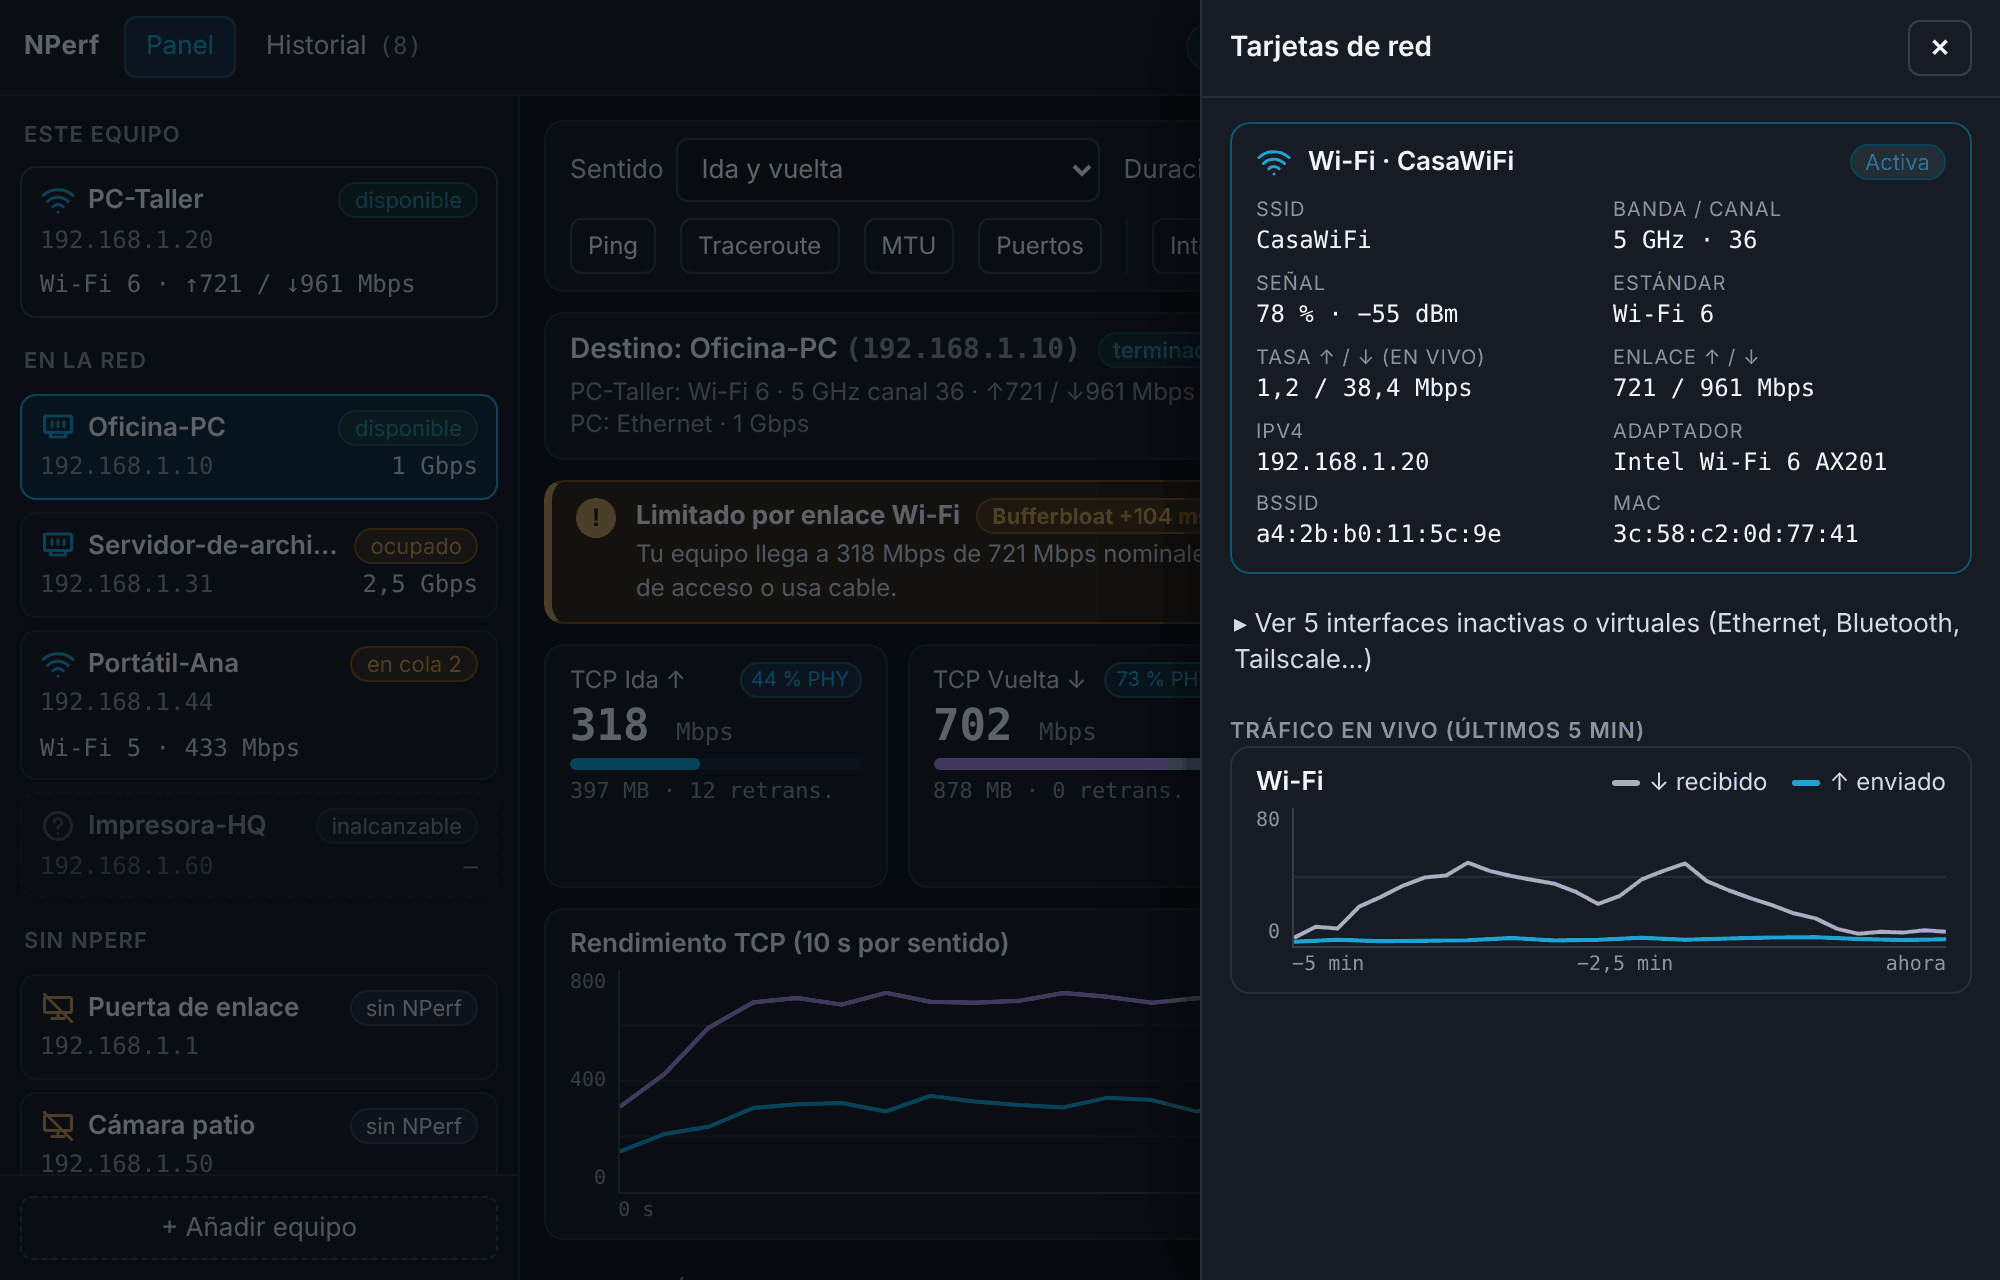 NPerf
Panel
Historial (8)
ESTE EQUIPO
PC-Taller
disponible
192.168.1.20
Wi-Fi 6 · ↑721 / ↓961 Mbps
EN LA RED
Oficina-PC
disponible
192.168.1.10
1 Gbps
Servidor-de-archi...
ocupado
192.168.1.31
2,5 Gbps
Portátil-Ana
en cola 2
192.168.1.44
Wi-Fi 5 · 433 Mbps
Impresora-HQ
inalcanzable
192.168.1.60
—
SIN NPERF
Puerta de enlace
sin NPerf
192.168.1.1
Cámara patio
sin NPerf
192.168.1.50
+ Añadir equipo
Sentido
Ida y vuelta
Duraci
Ping
Traceroute
MTU
Puertos
Int
Destino: Oficina-PC (192.168.1.10)
terminad
PC-Taller: Wi-Fi 6 · 5 GHz canal 36 · ↑721 / ↓961 Mbps
PC: Ethernet · 1 Gbps
Limitado por enlace Wi-Fi
Bufferbloat +104 ms
Tu equipo llega a 318 Mbps de 721 Mbps nominale
de acceso o usa cable.
TCP Ida ↑
44 % PHY
318 Mbps
397 MB · 12 retrans.
TCP Vuelta ↓
73 % PH
702 Mbps
878 MB · 0 retrans.
Rendimiento TCP (10 s por sentido)
800
400
0
0 s
Tarjetas de red
×
Wi-Fi · CasaWiFi
Activa
SSID
CasaWiFi
BANDA / CANAL
5 GHz · 36
SEÑAL
78 % · −55 dBm
ESTÁNDAR
Wi-Fi 6
TASA ↑ / ↓ (EN VIVO)
1,2 / 38,4 Mbps
ENLACE ↑ / ↓
721 / 961 Mbps
IPV4
192.168.1.20
ADAPTADOR
Intel Wi-Fi 6 AX201
BSSID
a4:2b:b0:11:5c:9e
MAC
3c:58:c2:0d:77:41
▸ Ver 5 interfaces inactivas o virtuales (Ethernet, Bluetooth,
Tailscale...)
TRÁFICO EN VIVO (ÚLTIMOS 5 MIN)
Wi-Fi
↓ recibido
↑ enviado
80
0
−5 min
−2,5 min
ahora